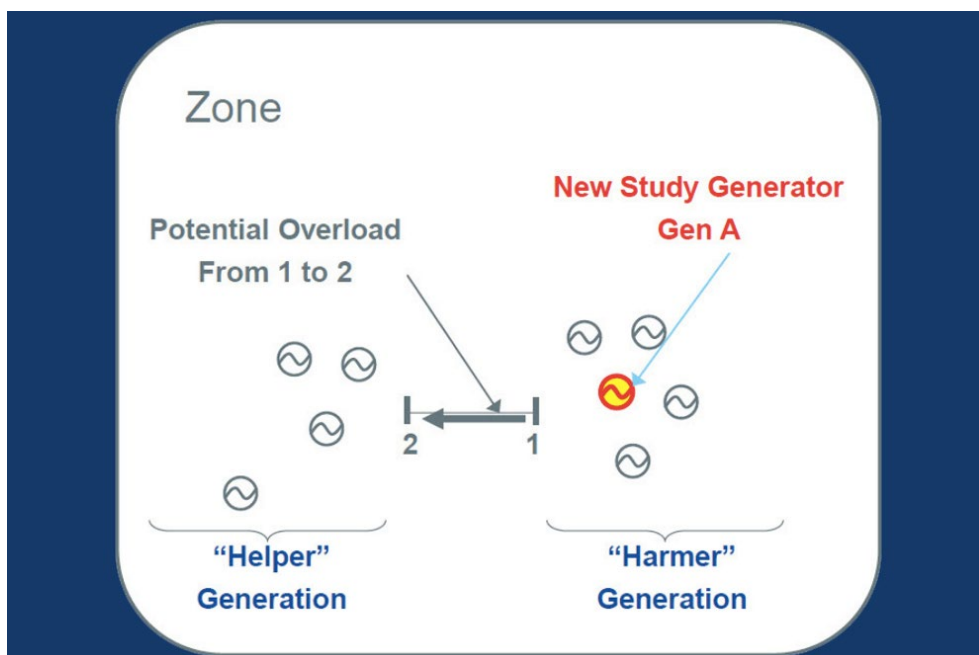 Zone
New Study Generator
Gen A
Potential Overload
From 1 to 2
2
1
“Helper”
Generation
“Harmer”
Generation